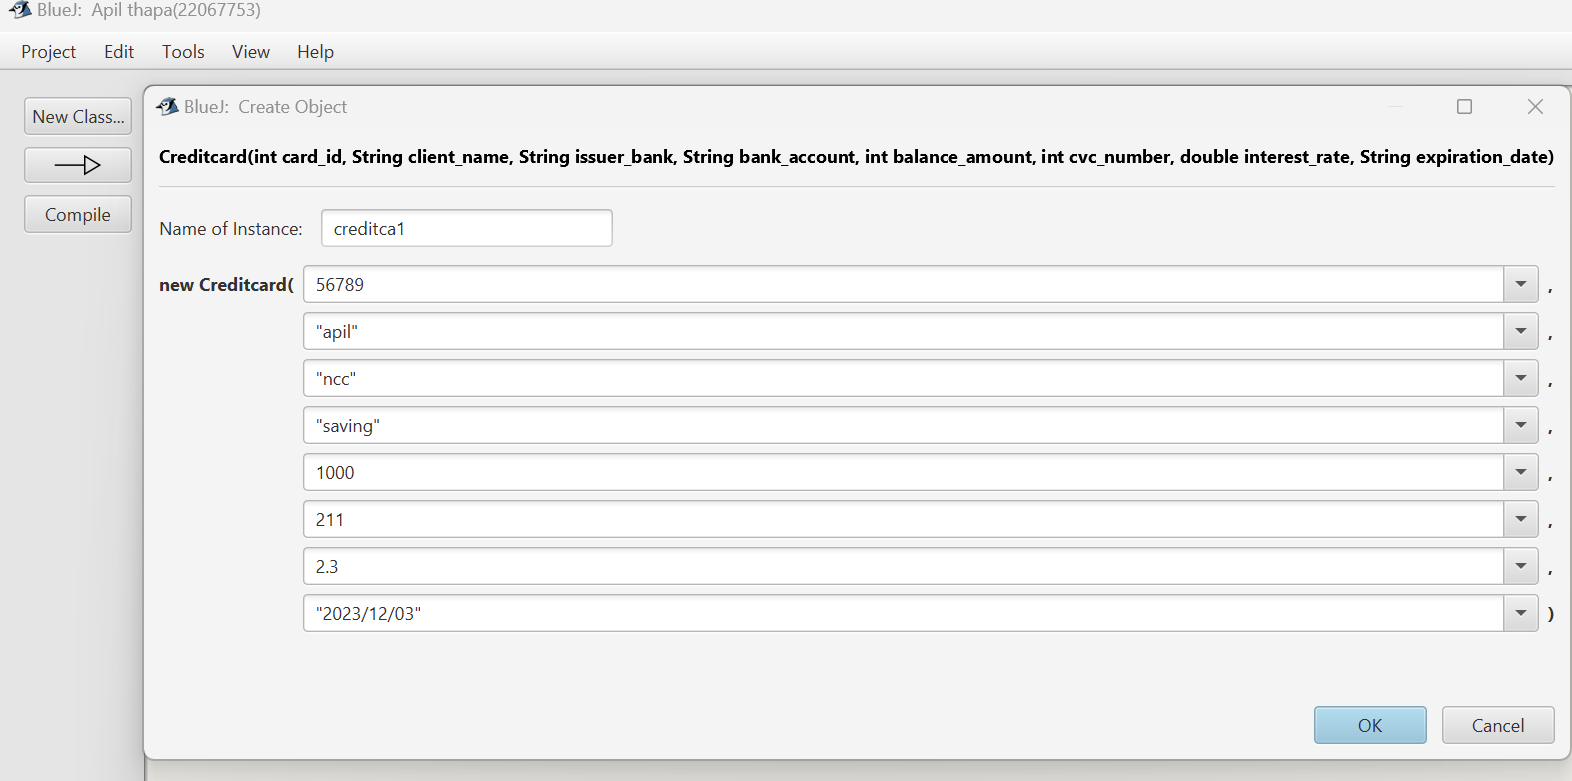 BlueJ: Apil thapa(22067753)
Project Edit Tools View Help
New Class...
Compile
BlueJ: Create Object
Creditcard(int card_id, String client_name, String issuer_bank, String bank_account, int balance_amount, int cvc_number, double interest_rate, String expiration_date)
Name of Instance: creditca1
new Creditcard( 56789 ,
"apil" ,
"ncc" ,
"saving" ,
1000 ,
211 ,
2.3 ,
"2023/12/03" )
OK Cancel